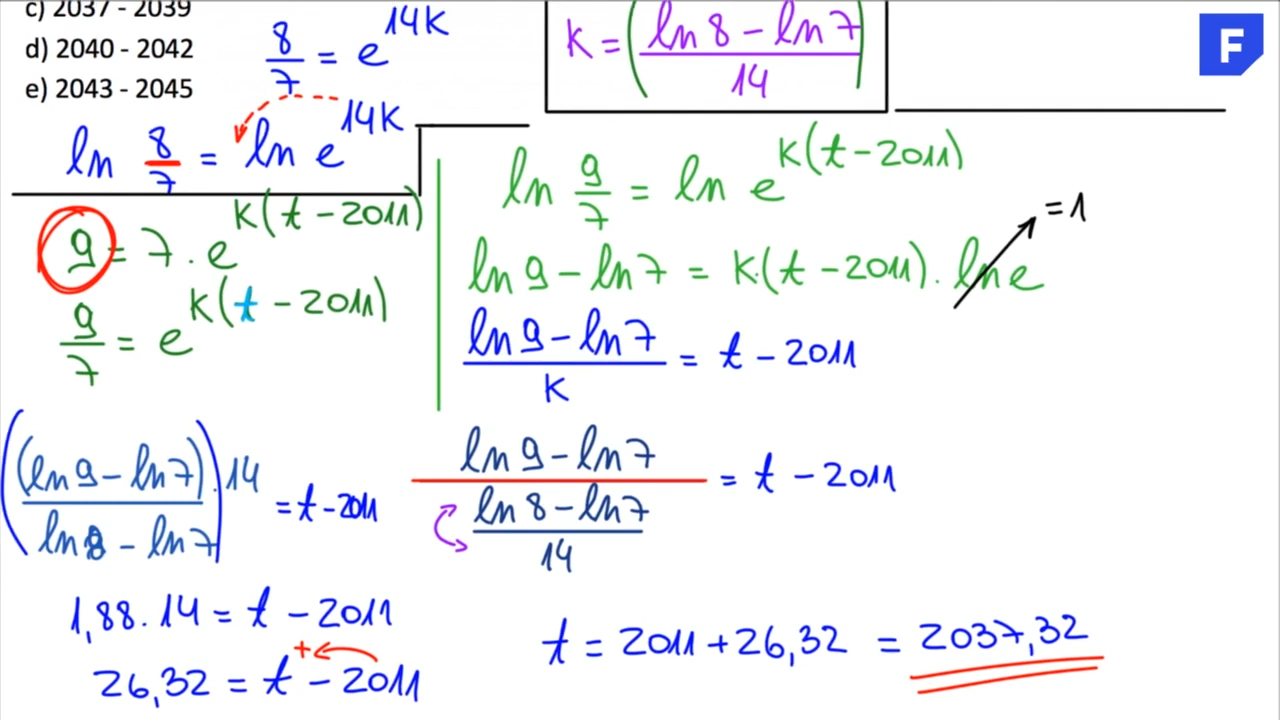 c) 2037 - 2039
d) 2040 - 2042
e) 2043 - 2045
8/7 = e^14K
ln 8/7 = ln e^14K
K = ((ln 8 - ln 7)/14)
F
9 = 7 . e^K(t - 2011)
9/7 = e^K(t - 2011)
ln 9/7 = ln e^K(t - 2011)
ln 9 - ln 7 = K.(t - 2011) . ln e = 1
(ln 9 - ln 7)/K = t - 2011
(ln 9 - ln 7)/((ln 8 - ln 7)/14) = t - 2011
((ln 9 - ln 7) . 14/(ln 8 - ln 7)) = t - 2011
1,88 . 14 = t - 2011
+
26,32 = t - 2011
t = 2011 + 26,32 = 2037,32